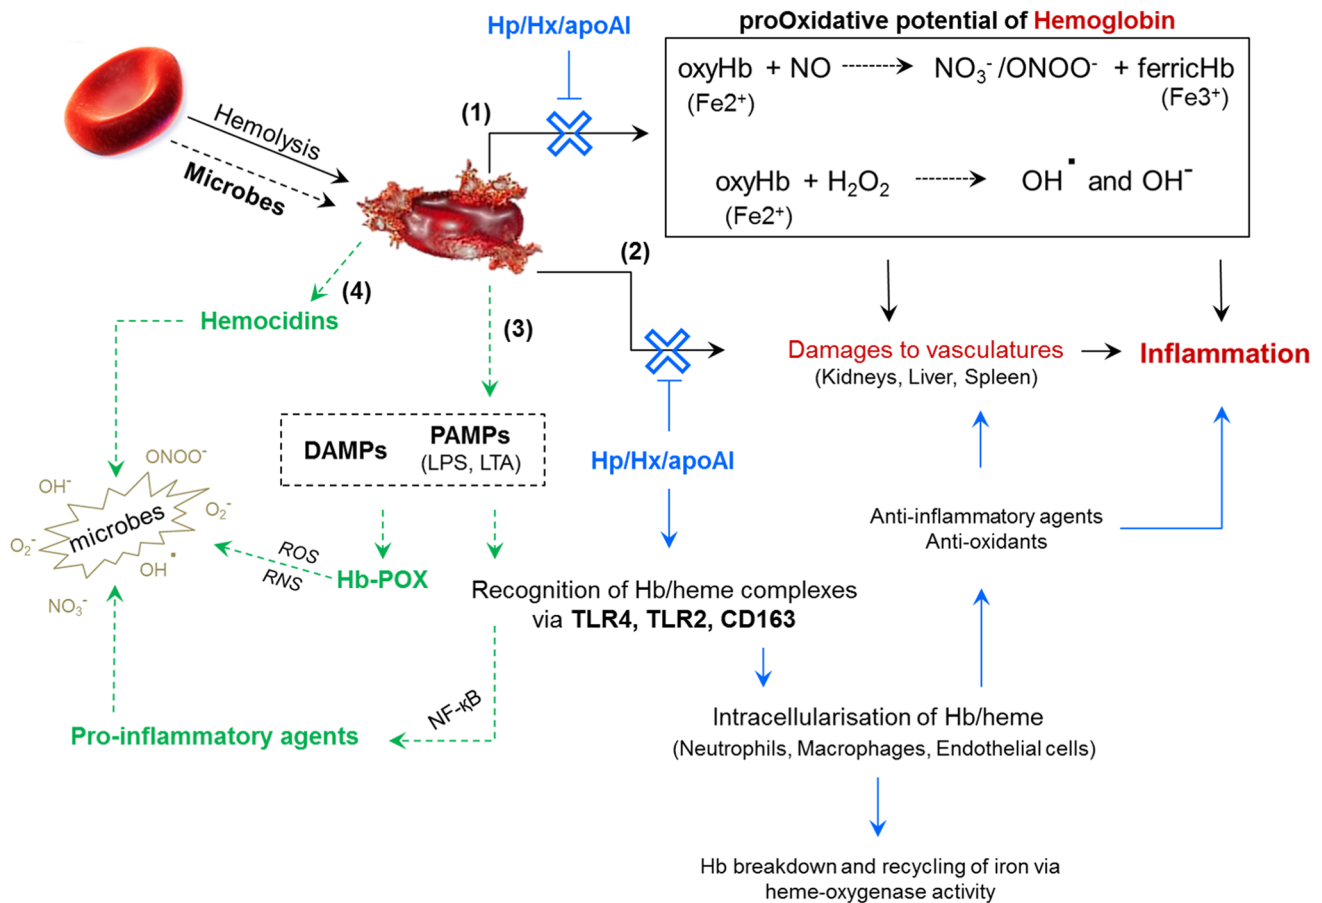 Hp/Hx/apoAI
proOxidative potential of Hemoglobin
oxyHb + NO NO₃⁻ /ONOO⁻ + ferricHb
(Fe2⁺) (Fe3⁺)
oxyHb + H₂O₂ OH˙ and OH⁻
(Fe2⁺)
Hemolysis
Microbes
(1)
(2)
(3)
(4)
Hemocidins
Damages to vasculatures
(Kidneys, Liver, Spleen)
Inflammation
DAMPs
PAMPs
(LPS, LTA)
Hp/Hx/apoAI
ONOO⁻
OH⁻
O₂⁻
microbes
O₂⁻
OH˙
NO₃⁻
ROS
RNS
Hb-POX
Anti-inflammatory agents
Anti-oxidants
Recognition of Hb/heme complexes
via TLR4, TLR2, CD163
NF-κB
Pro-inflammatory agents
Intracellularisation of Hb/heme
(Neutrophils, Macrophages, Endothelial cells)
Hb breakdown and recycling of iron via
heme-oxygenase activity